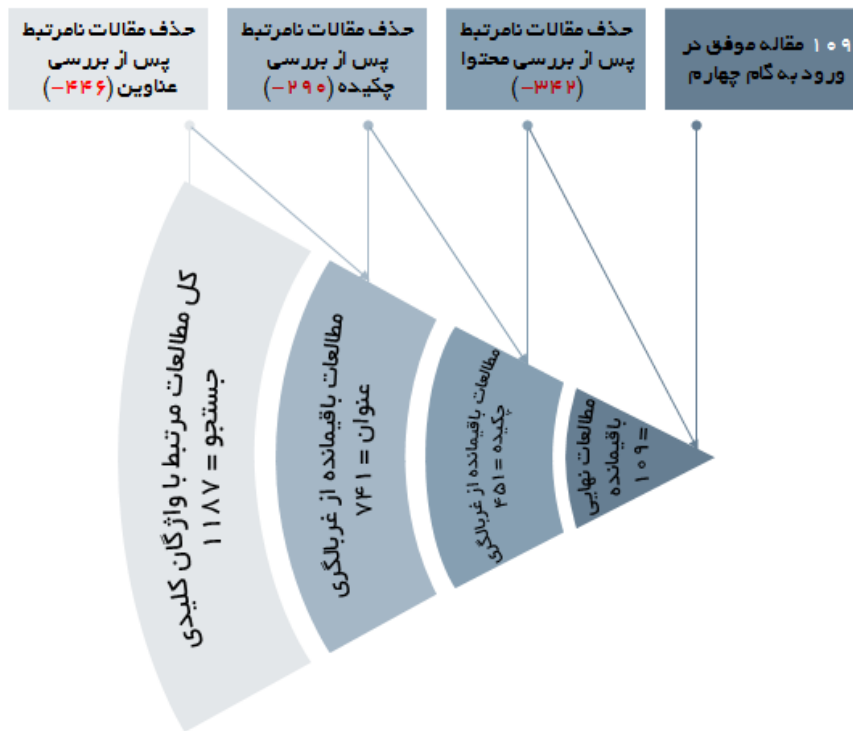 حذف مقالات نامرتبط
پس از بررسی
عناوین (-۴۴۶)
حذف مقالات نامرتبط
پس از بررسی
چکیده (-۲۹۰)
حذف مقالات نامرتبط
پس از بررسی محتوا
(-۳۴۲)
۱۰۹ مقاله موفق در
ورود به گام چهارم
کل مطالعات مرتبط با واژگان کلیدی
جستجو = ۱۱۸۷
مطالعات باقیمانده از غربالگری
عنوان = ۷۴۱
مطالعات باقیمانده از غربالگری
چکیده = ۴۵۱
مطالعات نهایی
باقیمانده
= ۱۰۹